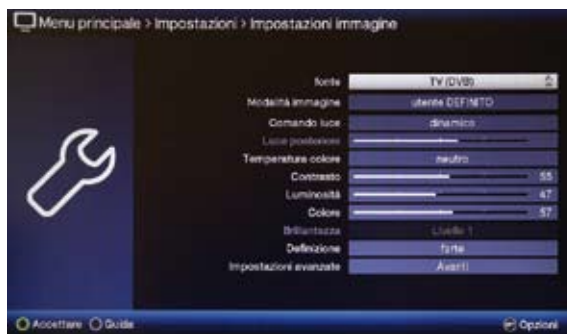 Menu principale > Impostazioni > Impostazioni immagine
fonte TV (DVB)
Modalità immagine utente DEFINITO
Comando luce dinamico
Luce posteriore
Temperatura colore neutro
Contrasto 55
Luminosità 47
Colore 57
Brillantezza Livello 1
Definizione forte
Impostazioni avanzate Avanti
Accettare Guida Opzioni